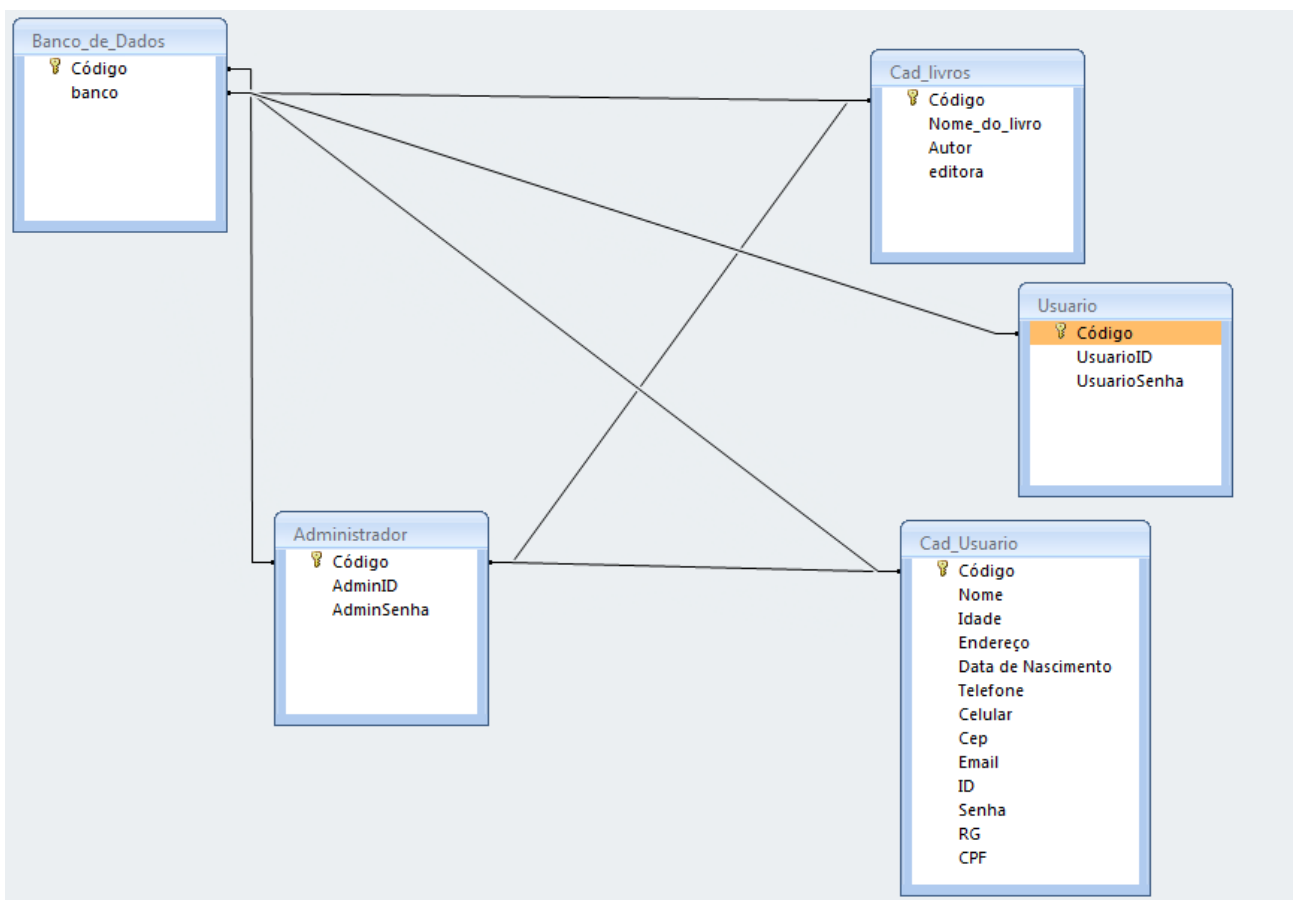 Banco_de_Dados
Código
banco
Cad_livros
Código
Nome_do_livro
Autor
editora
Usuario
Código
UsuarioID
UsuarioSenha
Administrador
Código
AdminID
AdminSenha
Cad_Usuario
Código
Nome
Idade
Endereço
Data de Nascimento
Telefone
Celular
Cep
Email
ID
Senha
RG
CPF